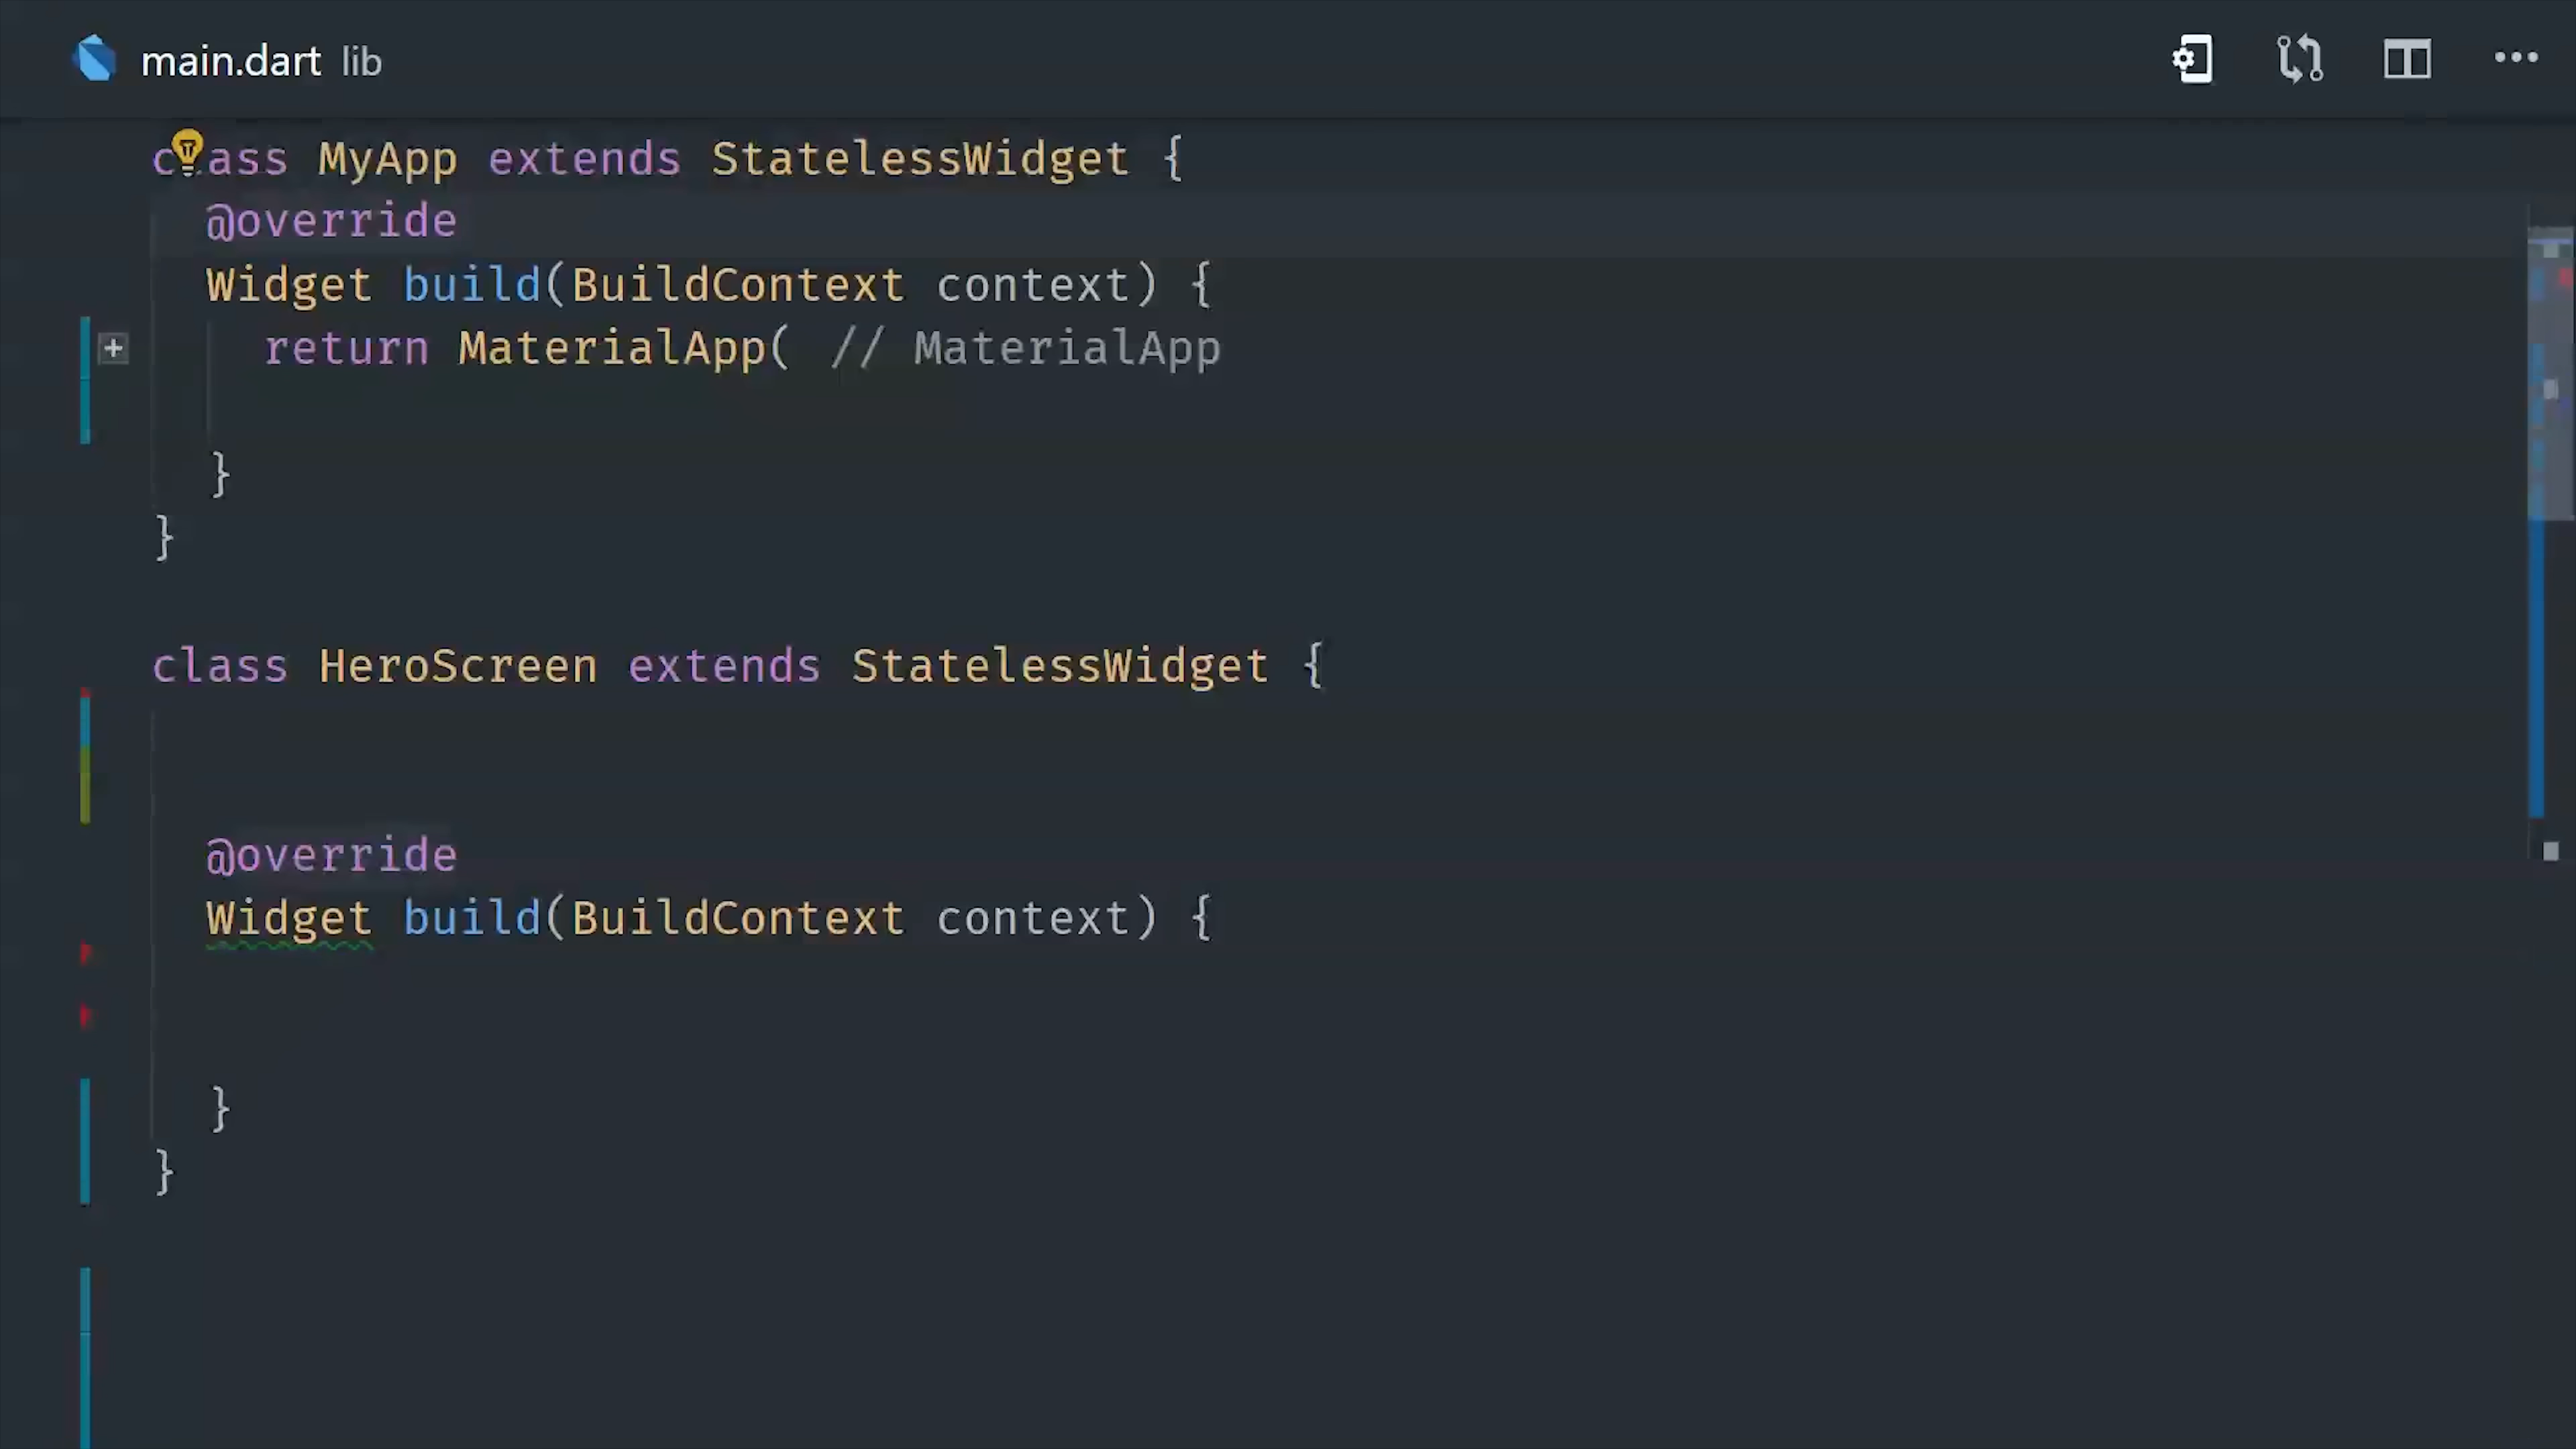 main.dart lib
class MyApp extends StatelessWidget {
@override
Widget build(BuildContext context) {
return MaterialApp( // MaterialApp
}
}
class HeroScreen extends StatelessWidget {
@override
Widget build(BuildContext context) {
}
}